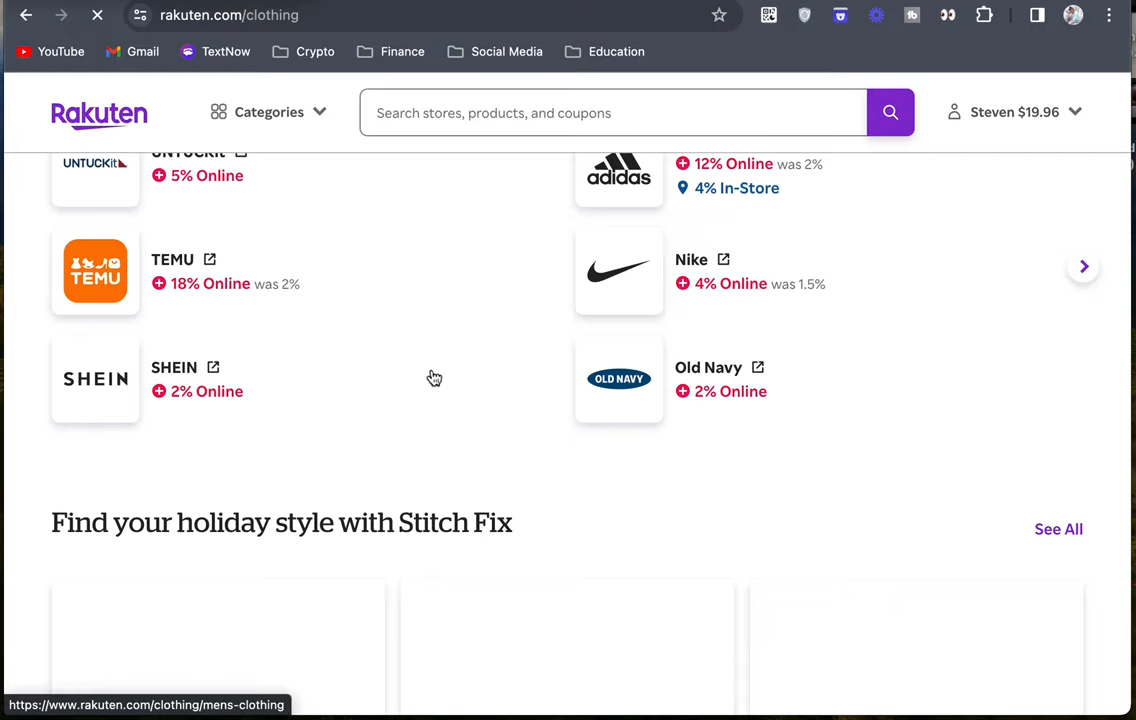 rakuten.com/clothing
YouTube Gmail TextNow Crypto Finance Social Media Education
Rakuten Categories Search stores, products, and coupons Steven $19.96
UNTUCKit UNTUCKit
5% Online
adidas 12% Online was 2%
4% In-Store
TEMU TEMU
18% Online was 2%
Nike
4% Online was 1.5%
SHEIN SHEIN
2% Online
OLD NAVY Old Navy
2% Online
Find your holiday style with Stitch Fix
See All
https://www.rakuten.com/clothing/mens-clothing